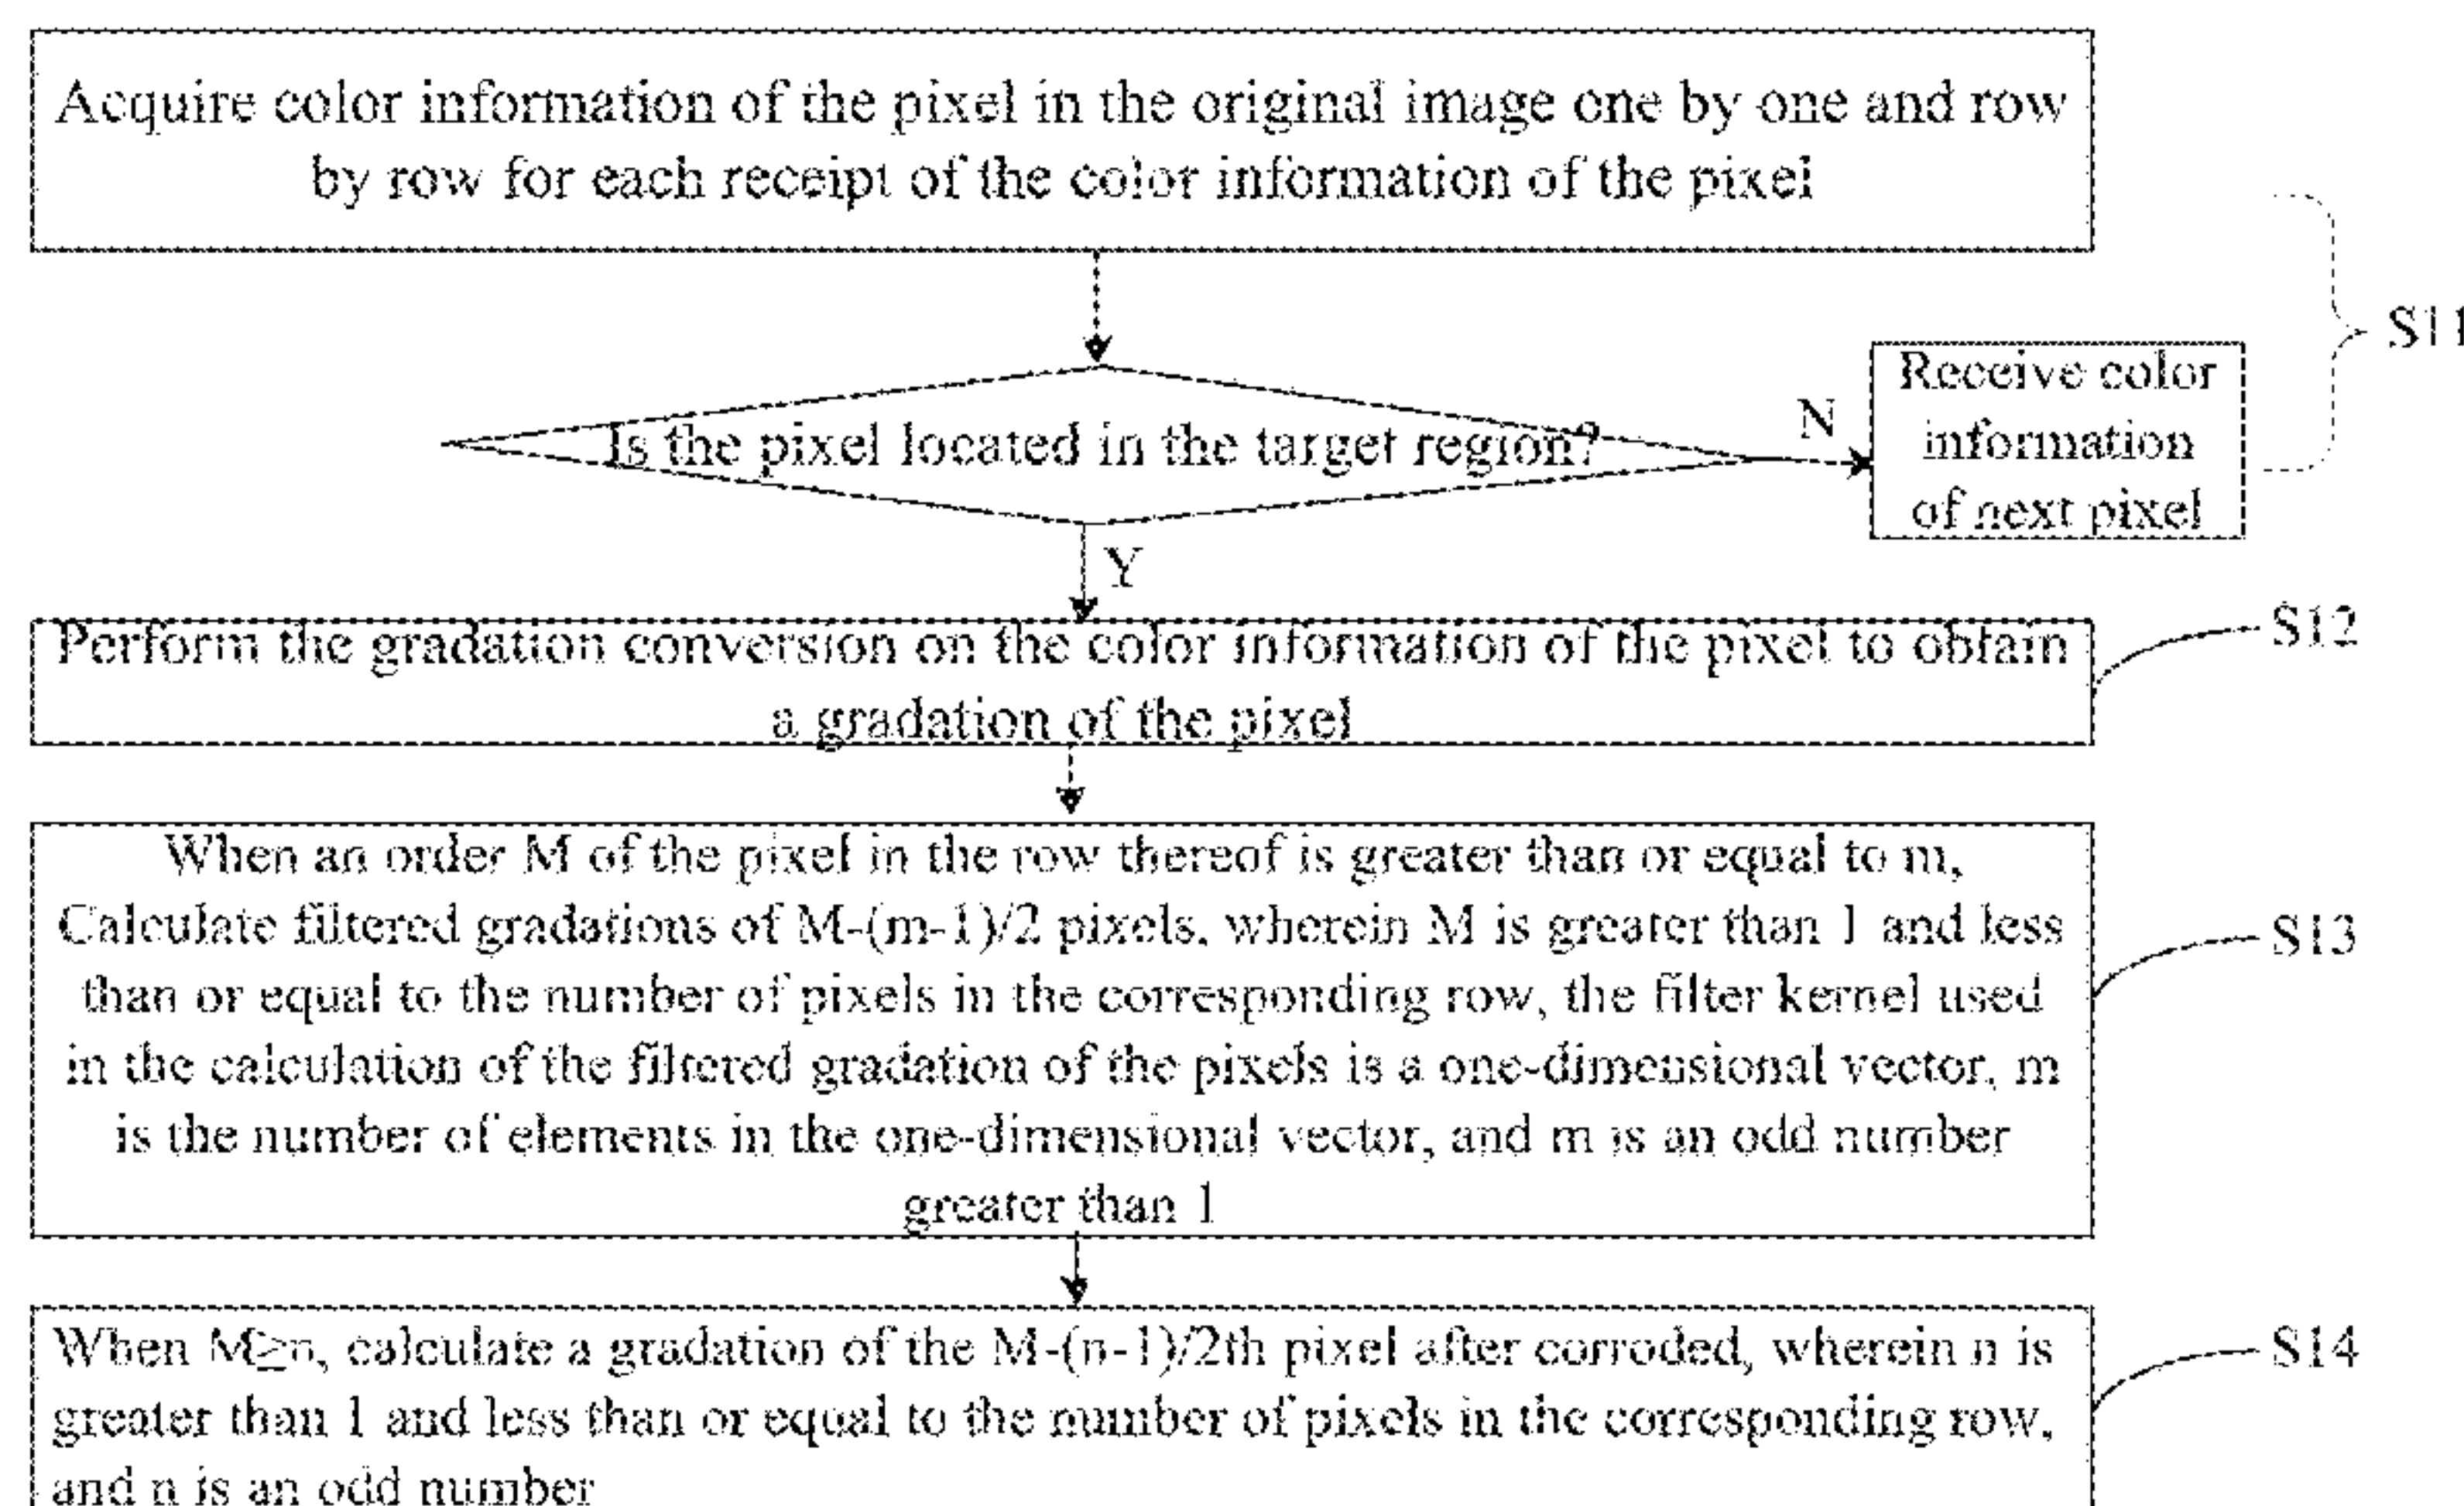 Acquire color information of the pixel in the original image one by one and row
by row for each receipt of the color information of the pixel
S11
Is the pixel located in the target region?
N
Receive color
information
of next pixel
Y
Perform the gradation conversion on the color information of the pixel to obtain
a gradation of the pixel
S12
When an order M of the pixel in the row thereof is greater than or equal to m,
Calculate filtered gradations of M-(m-1)/2 pixels, wherein M is greater than 1 and less
than or equal to the number of pixels in the corresponding row, the filter kernel used
in the calculation of the filtered gradation of the pixels is a one-dimensional vector, m
is the number of elements in the one-dimensional vector, and m is an odd number
greater than 1
S13
When M≥n, calculate a gradation of the M-(n-1)/2th pixel after corroded, wherein n is
greater than 1 and less than or equal to the number of pixels in the corresponding row,
and n is an odd number
S14